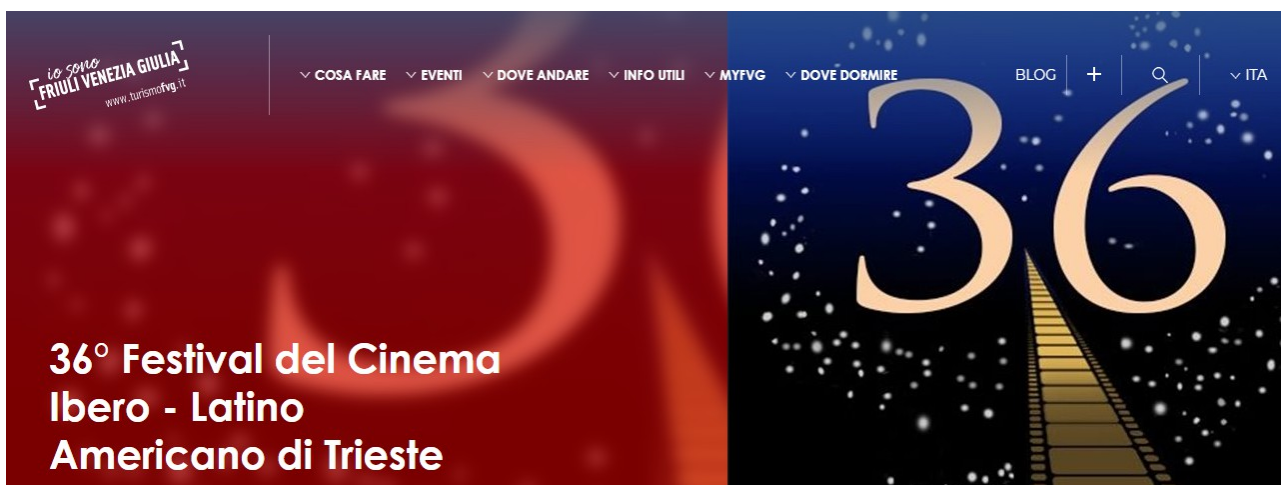 io sono
FRIULI VENEZIA GIULIA
www.turismofvg.it
COSA FARE EVENTI DOVE ANDARE INFO UTILI MYFVG DOVE DORMIRE BLOG + ITA
36
36° Festival del Cinema
Ibero - Latino
Americano di Trieste